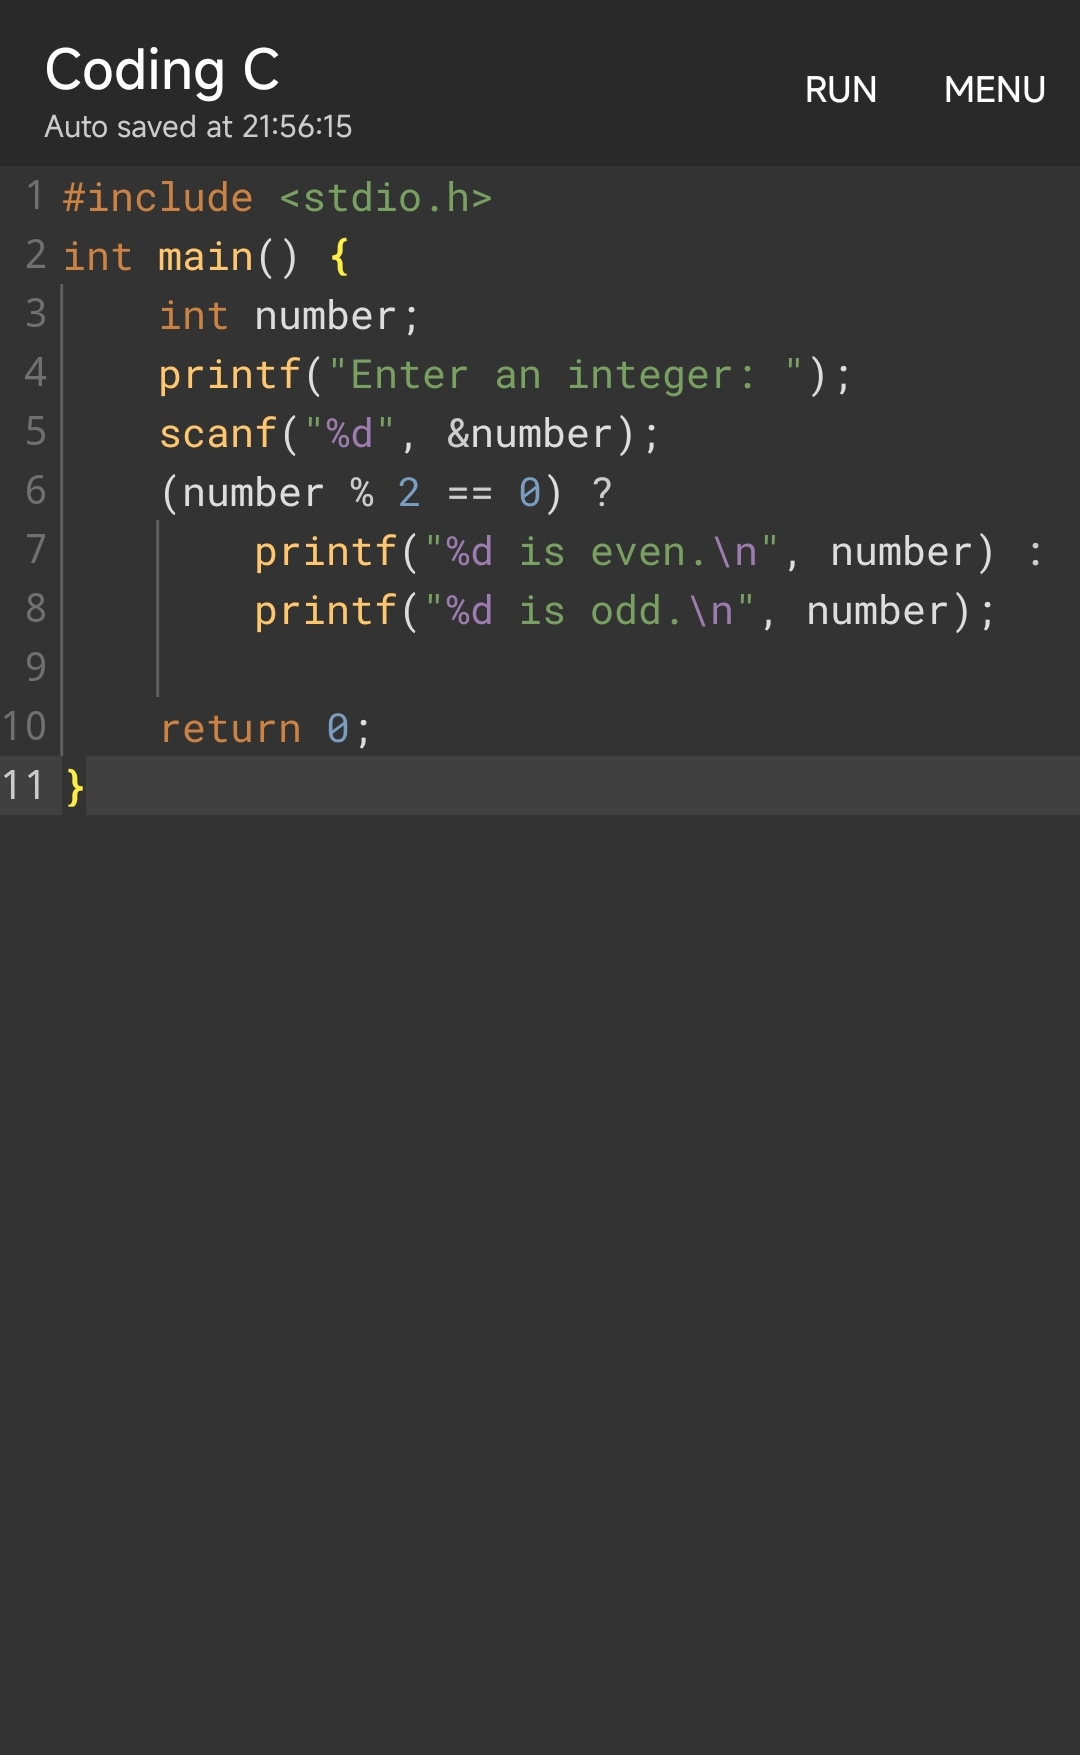 Coding C
RUN MENU
Auto saved at 21:56:15
1 #include <stdio.h>
2 int main() {
3     int number;
4     printf("Enter an integer: ");
5     scanf("%d", &number);
6     (number % 2 == 0) ?
7         printf("%d is even.\n", number) :
8         printf("%d is odd.\n", number);
9
10     return 0;
11 }